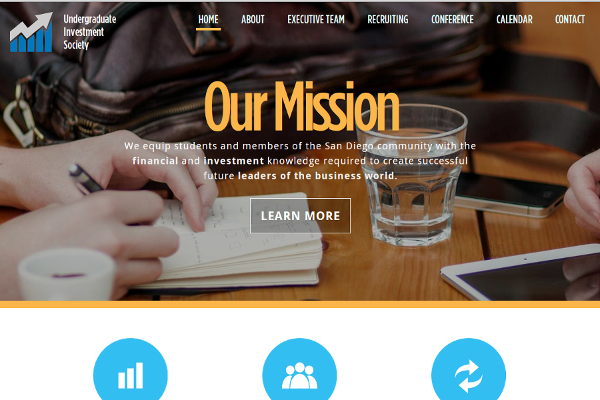 Undergraduate
Investment
Society
HOME ABOUT EXECUTIVE TEAM RECRUITING CONFERENCE CALENDAR CONTACT
Our Mission
We equip students and members of the San Diego community with the
financial and investment knowledge required to create successful
future leaders of the business world.
LEARN MORE